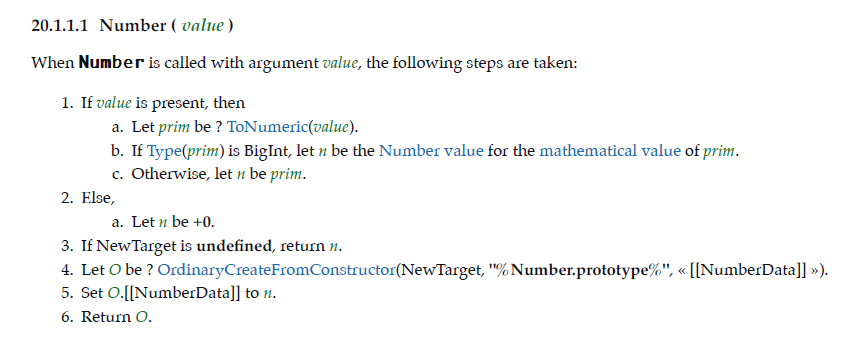 20.1.1.1 Number ( value )
When Number is called with argument value, the following steps are taken:
1. If value is present, then
a. Let prim be ? ToNumeric(value).
b. If Type(prim) is BigInt, let n be the Number value for the mathematical value of prim.
c. Otherwise, let n be prim.
2. Else,
a. Let n be +0.
3. If NewTarget is undefined, return n.
4. Let O be ? OrdinaryCreateFromConstructor(NewTarget, "%Number.prototype%", « [[NumberData]] »).
5. Set O.[[NumberData]] to n.
6. Return O.